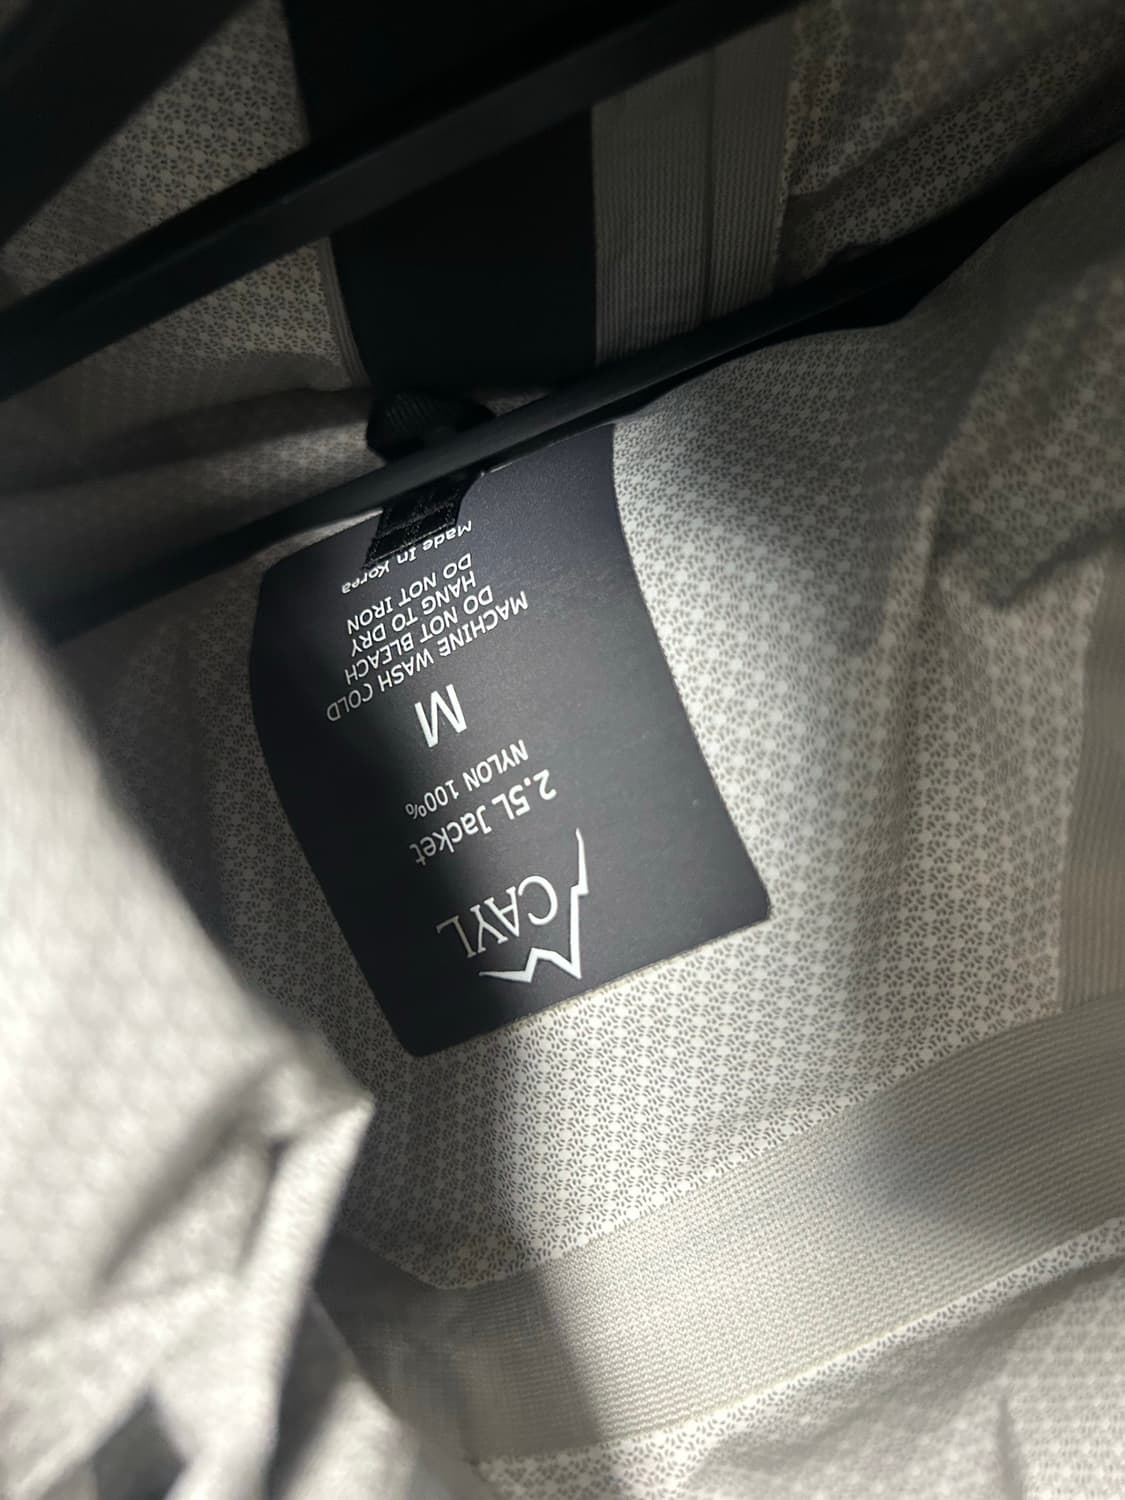 CAYL
2.5L Jacket
NYLON 100%
M
MACHINE WASH COLD
DO NOT BLEACH
HANG TO DRY
DO NOT IRON
Made In Korea